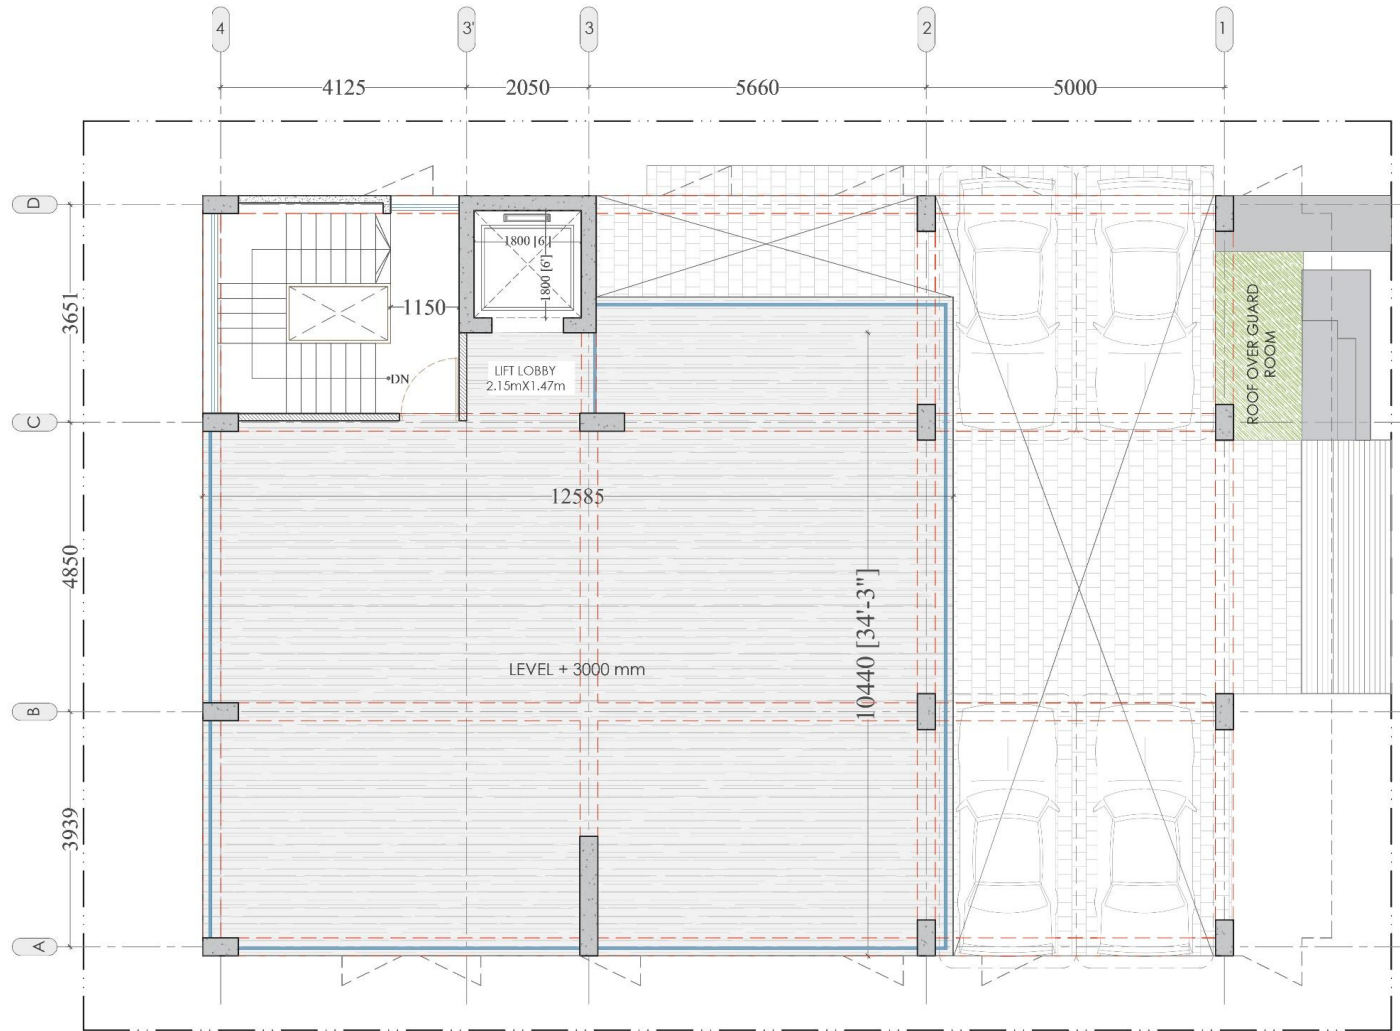 4
3'
3
2
1
4125
2050
5660
5000
D
3651
1800 [6']
1800 [6']
1150
ROOF OVER GUARD
ROOM
LIFT LOBBY
2.15mX1.47m
DN
C
12585
4850
10440 [34'-3"]
LEVEL + 3000 mm
B
3939
A